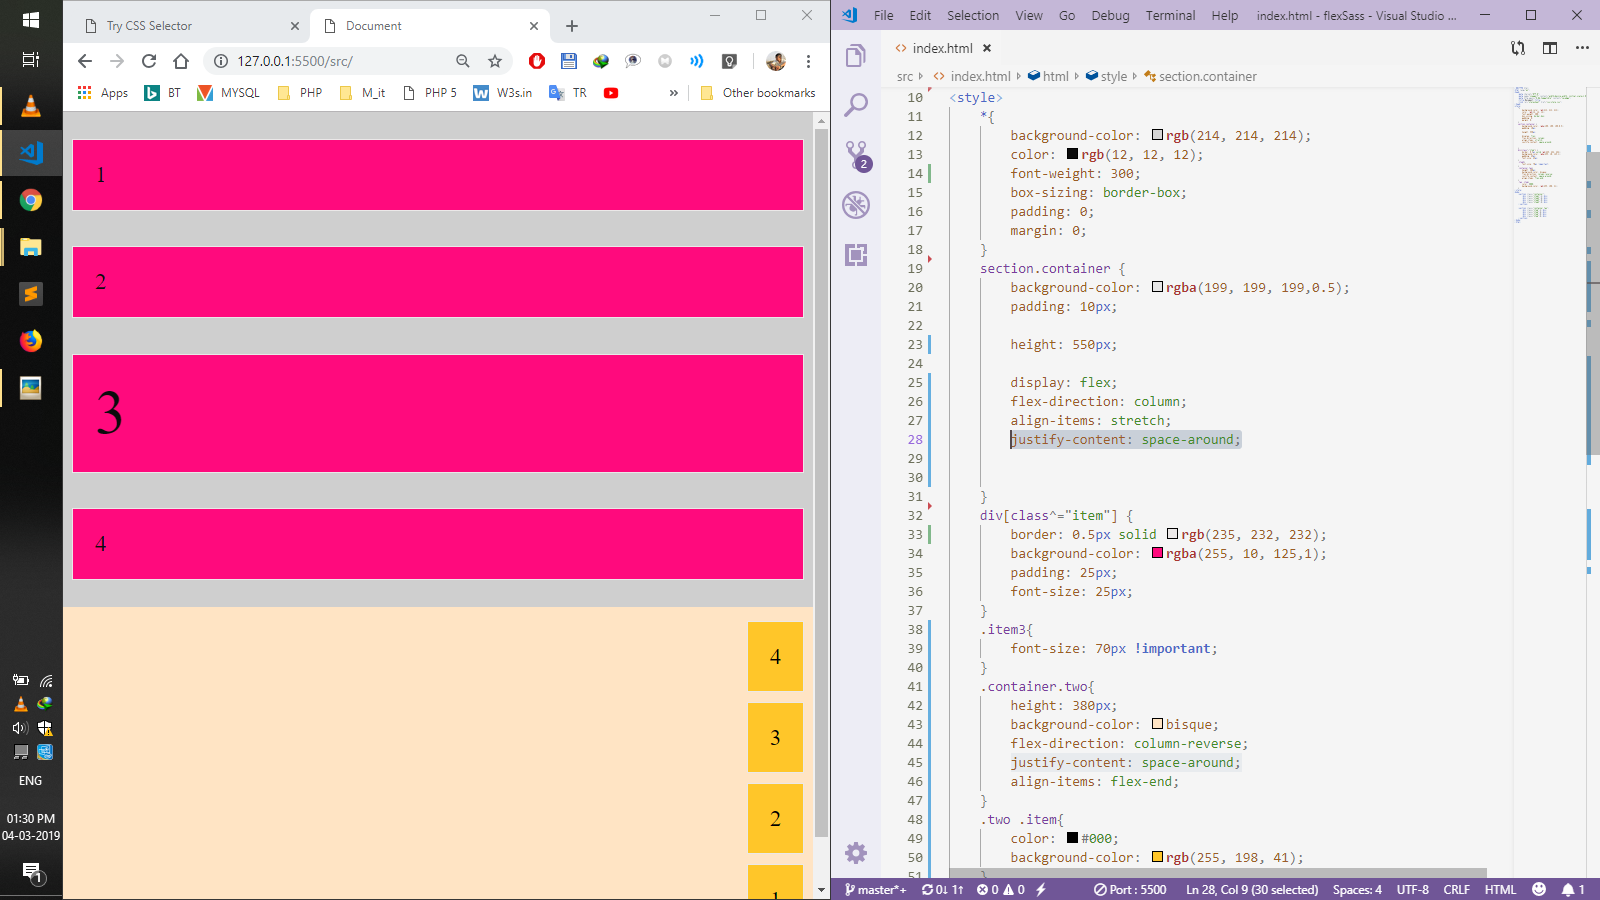 Try CSS Selector
Document
127.0.0.1:5500/src/
Apps
BT
MYSQL
PHP
M_it
PHP 5
W3s.in
TR
»
Other bookmarks
1
2
3
4
4
3
2
1
ENG
01:30 PM
04-03-2019
1
File Edit Selection View Go Debug Terminal Help
index.html - flexSass - Visual Studio ...
index.html
src index.html html style section.container
2
10 <style>
11 *{
12 background-color: rgb(214, 214, 214);
13 color: rgb(12, 12, 12);
14 font-weight: 300;
15 box-sizing: border-box;
16 padding: 0;
17 margin: 0;
18 }
19 section.container {
20 background-color: rgba(199, 199, 199,0.5);
21 padding: 10px;
22
23 height: 550px;
24
25 display: flex;
26 flex-direction: column;
27 align-items: stretch;
28 justify-content: space-around;
29
30
31 }
32 div[class^="item"] {
33 border: 0.5px solid rgb(235, 232, 232);
34 background-color: rgba(255, 10, 125,1);
35 padding: 25px;
36 font-size: 25px;
37 }
38 .item3{
39 font-size: 70px !important;
40 }
41 .container.two{
42 height: 380px;
43 background-color: bisque;
44 flex-direction: column-reverse;
45 justify-content: space-around;
46 align-items: flex-end;
47 }
48 .two .item{
49 color: #000;
50 background-color: rgb(255, 198, 41);
51 }
master*+ 0↓ 1↑ 0 0 Port : 5500 Ln 28, Col 9 (30 selected) Spaces: 4 UTF-8 CRLF HTML 1